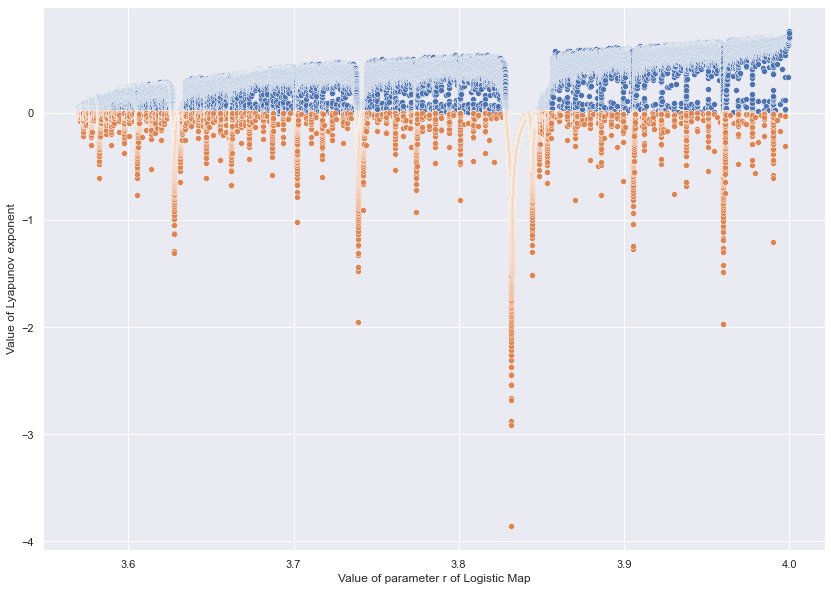 Value of Lyapunov exponent
0
−1
−2
−3
−4
3.6 3.7 3.8 3.9 4.0
Value of parameter r of Logistic Map